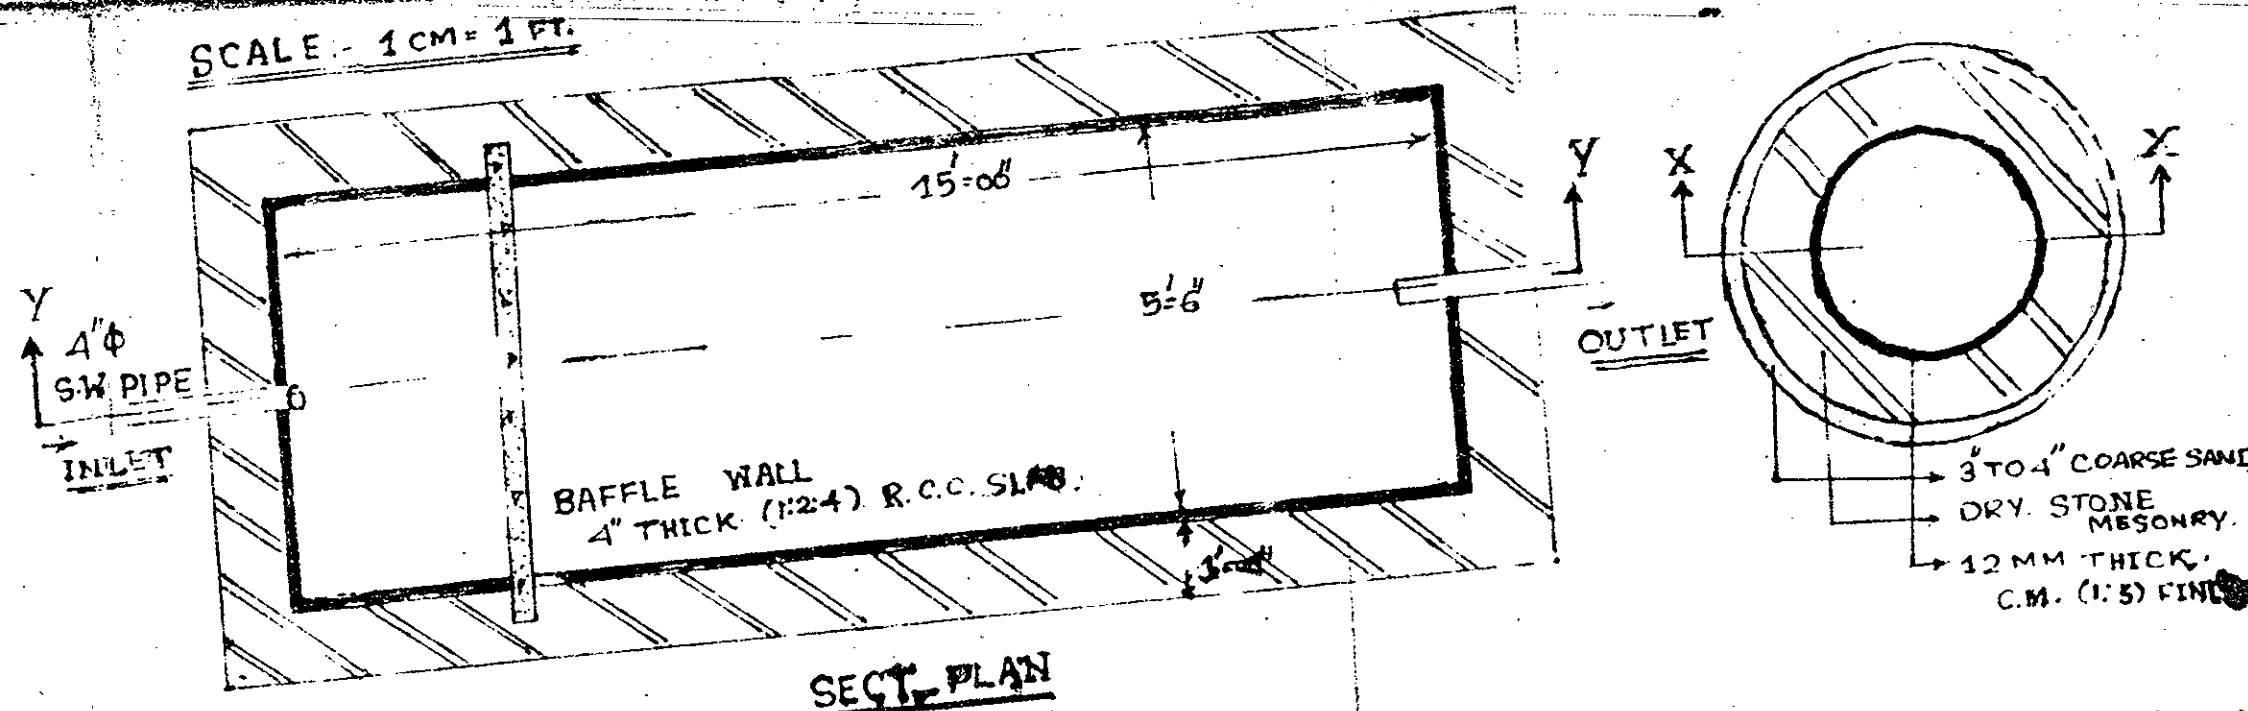 SCALE.- 1 CM = 1 FT.
15'=00"
Y
X
X
5'=6"
Y
4"ϕ
S.W PIPE
INLET
OUTLET
BAFFLE WALL
4" THICK (1:2:4) R.C.C. SLAB.
3" TO 4" COARSE SAND
DRY. STONE
MESONRY.
12 MM THICK.
C.M. (1:3)
SECT. PLAN